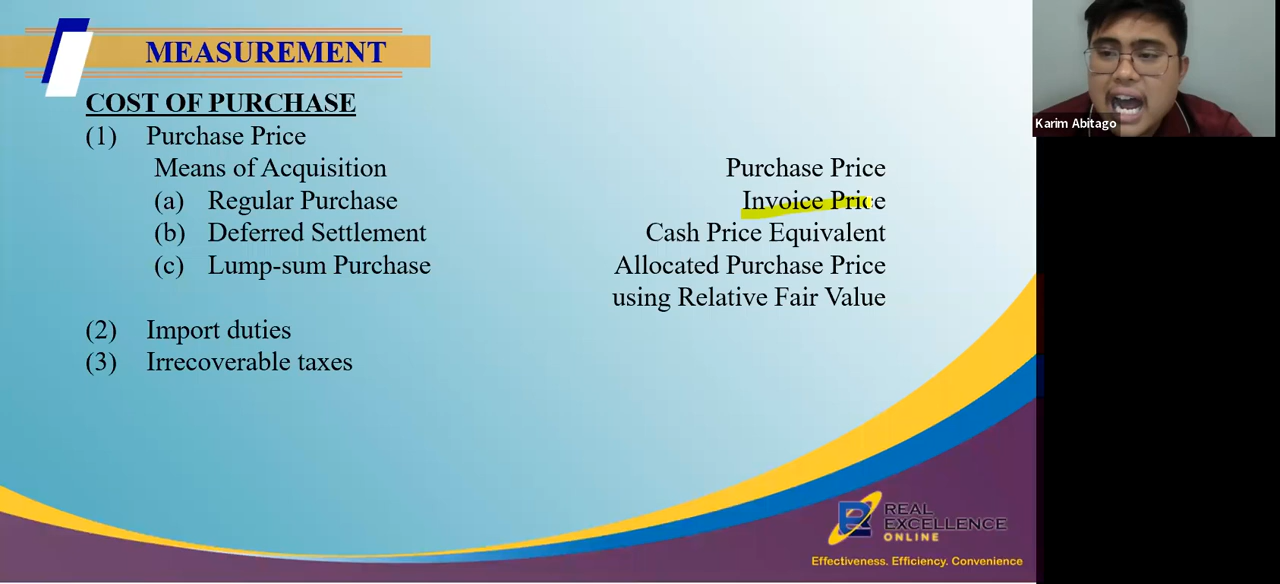 MEASUREMENT
COST OF PURCHASE
(1) Purchase Price
Means of Acquisition Purchase Price
(a) Regular Purchase Invoice Price
(b) Deferred Settlement Cash Price Equivalent
(c) Lump-sum Purchase Allocated Purchase Price
using Relative Fair Value
(2) Import duties
(3) Irrecoverable taxes
Karim Abitago
REAL
EXCELLENCE
ONLINE
Effectiveness. Efficiency. Convenience